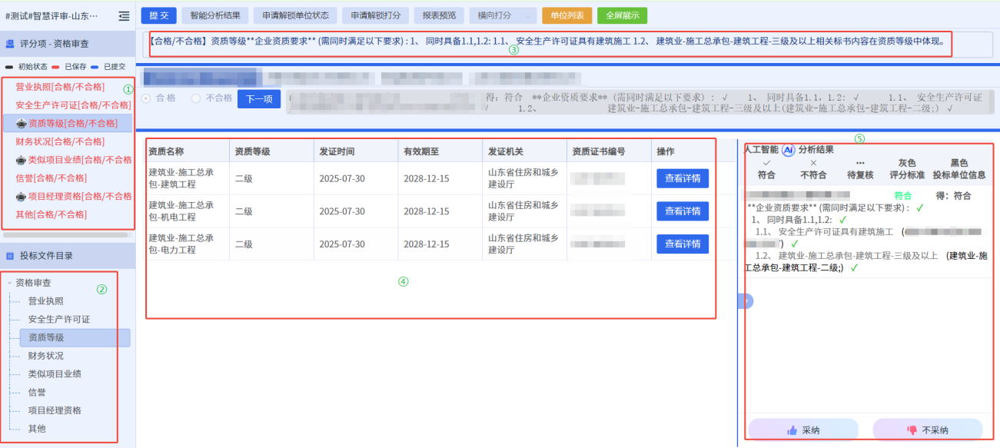 #测试#智慧评审-山东···
提 交
智能分析结果
申请解锁单位状态
申请解锁打分
报表预览
横向打分
单位列表
全屏展示
评分项 - 资格审查
初始状态
已保存
已提交
【合格/不合格】资质等级**企业资质要求** (需同时满足以下要求) : 1、 同时具备1.1,1.2: 1.1、 安全生产许可证具有建筑施工 1.2、 建筑业-施工总承包-建筑工程-三级及以上相关标书内容在资质等级中体现。
③
①
营业执照[合格/不合格]
安全生产许可证[合格/不合格]
资质等级[合格/不合格]
财务状况[合格/不合格]
类似项目业绩[合格/不合格
信誉[合格/不合格]
项目经理资格[合格/不合格
其他[合格/不合格]
合 格
不合格
下一项
得: 符合 **企业资质要求** (需同时满足以下要求) : √ 1、 同时具备1.1, 1.2: √ 1.1、 安全生产许可证
/ 1.2、 建筑业-施工总承包-建筑工程-三级及以上(建筑业-施工总承包-建筑工程-二级;) √
投标文件目录
②
资格审查
营业执照
安全生产许可证
资质等级
财务状况
类似项目业绩
信誉
项目经理资格
其他
资质名称 资质等级 发证时间 有效期至 发证机关 资质证书编号 操作
建筑业-施工总承包-建筑工程 二级 2025-07-30 2028-12-15 山东省住房和城乡建设厅 查看详情
建筑业-施工总承包-机电工程 二级 2025-07-30 2028-12-15 山东省住房和城乡建设厅 查看详情
建筑业-施工总承包-电力工程 二级 2025-07-30 2028-12-15 山东省住房和城乡建设厅 查看详情
④
⑤
人工智能 Ai 分析结果
✓ × ··· 灰色 黑色
符合 不符合 待复核 评分标准 投标单位信息
符合 得: 符合
**企业资质要求** (需同时满足以下要求) : ✓
1、 同时具备1.1,1.2: ✓
1.1、 安全生产许可证具有建筑施工 (
) ✓
1.2、 建筑业-施工总承包-建筑工程-三级及以上 (建筑业-施
工总承包-建筑工程-二级;) ✓
采纳
不采纳